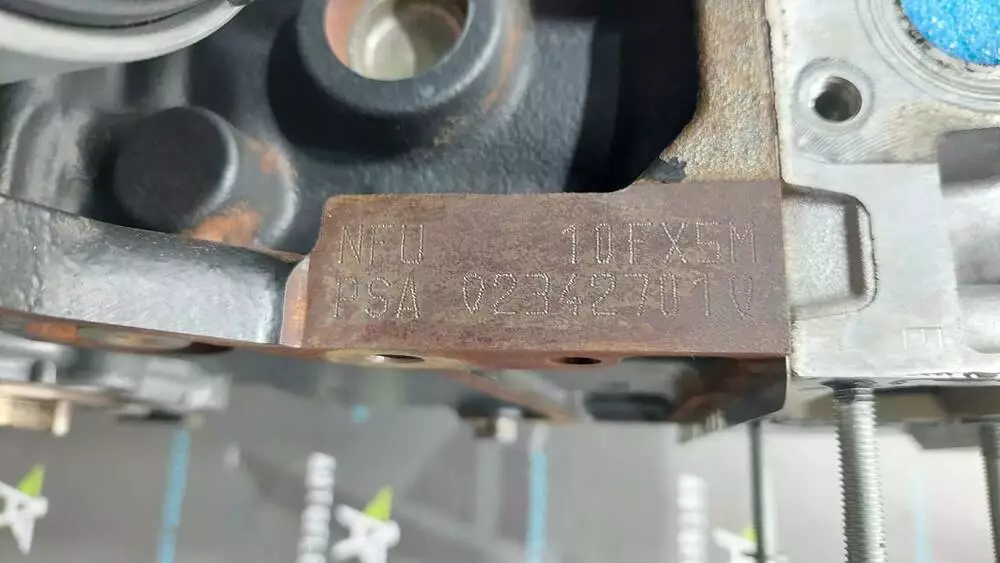 NFU 10FX5M
PSA 02342701V
E